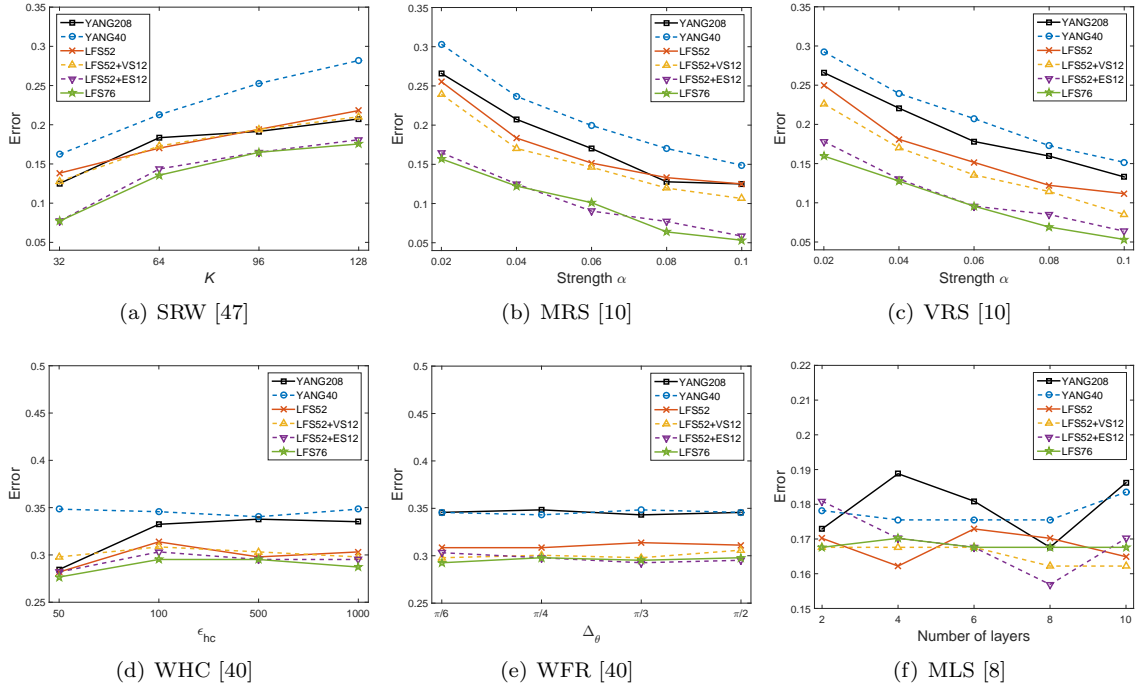 0.35
0.3
0.25
0.2
0.15
0.1
0.05
Error
YANG208
YANG40
LFS52
LFS52+VS12
LFS52+ES12
LFS76
32 64 96 128
K
(a) SRW [47]
0.35
0.3
0.25
0.2
0.15
0.1
0.05
Error
YANG208
YANG40
LFS52
LFS52+VS12
LFS52+ES12
LFS76
0.02 0.04 0.06 0.08 0.1
Strength α
(b) MRS [10]
0.35
0.3
0.25
0.2
0.15
0.1
0.05
Error
YANG208
YANG40
LFS52
LFS52+VS12
LFS52+ES12
LFS76
0.02 0.04 0.06 0.08 0.1
Strength α
(c) VRS [10]
0.5
0.45
0.4
0.35
0.3
0.25
Error
YANG208
YANG40
LFS52
LFS52+VS12
LFS52+ES12
LFS76
50 100 500 1000
ϵhc
(d) WHC [40]
0.5
0.45
0.4
0.35
0.3
0.25
Error
YANG208
YANG40
LFS52
LFS52+VS12
LFS52+ES12
LFS76
π/6 π/4 π/3 π/2
Δθ
(e) WFR [40]
0.22
0.21
0.2
0.19
0.18
0.17
0.16
0.15
Error
YANG208
YANG40
LFS52
LFS52+VS12
LFS52+ES12
LFS76
2 4 6 8 10
Number of layers
(f) MLS [8]